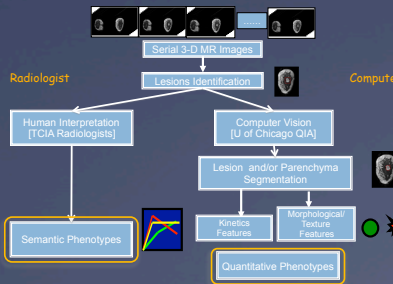 ......
Serial 3-D MR Images
Radiologist
Lesions Identification
Compute
Human Interpretation
[TCIA Radiologists]
Computer Vision
[U of Chicago QIA]
Lesion and/or Parenchyma
Segmentation
Kinetics
Features
Morphological/
Texture
Features
Semantic Phenotypes
Quantitative Phenotypes